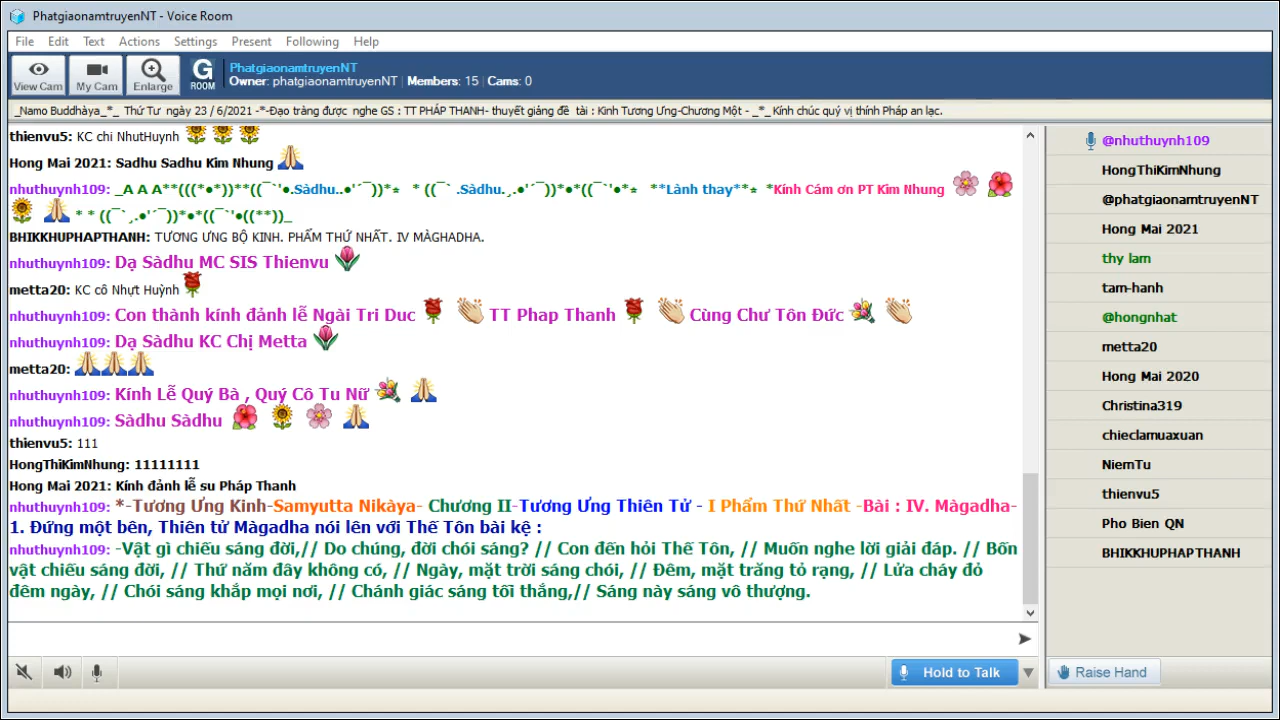 PhatgiaonamtruyenNT - Voice Room
File Edit Text Actions Settings Present Following Help
View Cam My Cam Enlarge G ROOM PhatgiaonamtruyenNT
Owner: phatgiaonamtruyenNT | Members: 15 | Cams: 0
_Namo Buddhàya_*_ Thứ Tư ngày 23 / 6/2021 -*-Đạo tràng được nghe GS : TT PHÁP THANH- thuyết giảng đề tài : Kinh Tương Ưng-Chương Một - _*_Kính chúc quý vị thính Pháp an lạc.
thienvu5: KC chi NhutHuynh
Hong Mai 2021: Sadhu Sadhu Kim Nhung
nhuthuynh109: _A A A**(((*●*))**((¯`'●.Sàdhu..●'´¯))*⭑ * ((¯` .Sàdhu.¸.●'´¯))*●*((¯`'●*⭑ **Lành thay**⭑ *Kính Cám ơn PT Kim Nhung
* * ((¯`¸.●'´¯))*●*((¯`'●((**))_
BHIKKHUPHAPTHANH: TƯƠNG ƯNG BỘ KINH. PHẨM THỨ NHẤT. IV MÀGHADHA.
nhuthuynh109: Dạ Sàdhu MC SIS Thienvu
metta20: KC cô Nhựt Huỳnh
nhuthuynh109: Con thành kính đảnh lễ Ngài Tri Duc TT Phap Thanh Cùng Chư Tôn Đức
nhuthuynh109: Dạ Sàdhu KC Chị Metta
metta20:
nhuthuynh109: Kính Lễ Quý Bà , Quý Cô Tu Nữ
nhuthuynh109: Sàdhu Sàdhu
thienvu5: 111
HongThiKimNhung: 11111111
Hong Mai 2021: Kính đảnh lễ su Pháp Thanh
nhuthuynh109: *-Tương Ưng Kinh-Samyutta Nikàya- Chương II-Tương Ưng Thiên Tử - I Phẩm Thứ Nhất -Bài : IV. Màgadha-
1. Đứng một bên, Thiên tử Màgadha nói lên với Thế Tôn bài kệ :
nhuthuynh109: -Vật gì chiếu sáng đời,// Do chúng, đời chói sáng? // Con đến hỏi Thế Tôn, // Muốn nghe lời giải đáp. // Bốn
vật chiếu sáng đời, // Thứ năm đây không có, // Ngày, mặt trời sáng chói, // Đêm, mặt trăng tỏ rạng, // Lửa cháy đỏ
đêm ngày, // Chói sáng khắp mọi nơi, // Chánh giác sáng tối thắng,// Sáng này sáng vô thượng.
@nhuthuynh109
HongThiKimNhung
@phatgiaonamtruyenNT
Hong Mai 2021
thy lam
tam-hanh
@hongnhat
metta20
Hong Mai 2020
Christina319
chieclamuaxuan
NiemTu
thienvu5
Pho Bien QN
BHIKKHUPHAPTHANH
Hold to Talk
Raise Hand